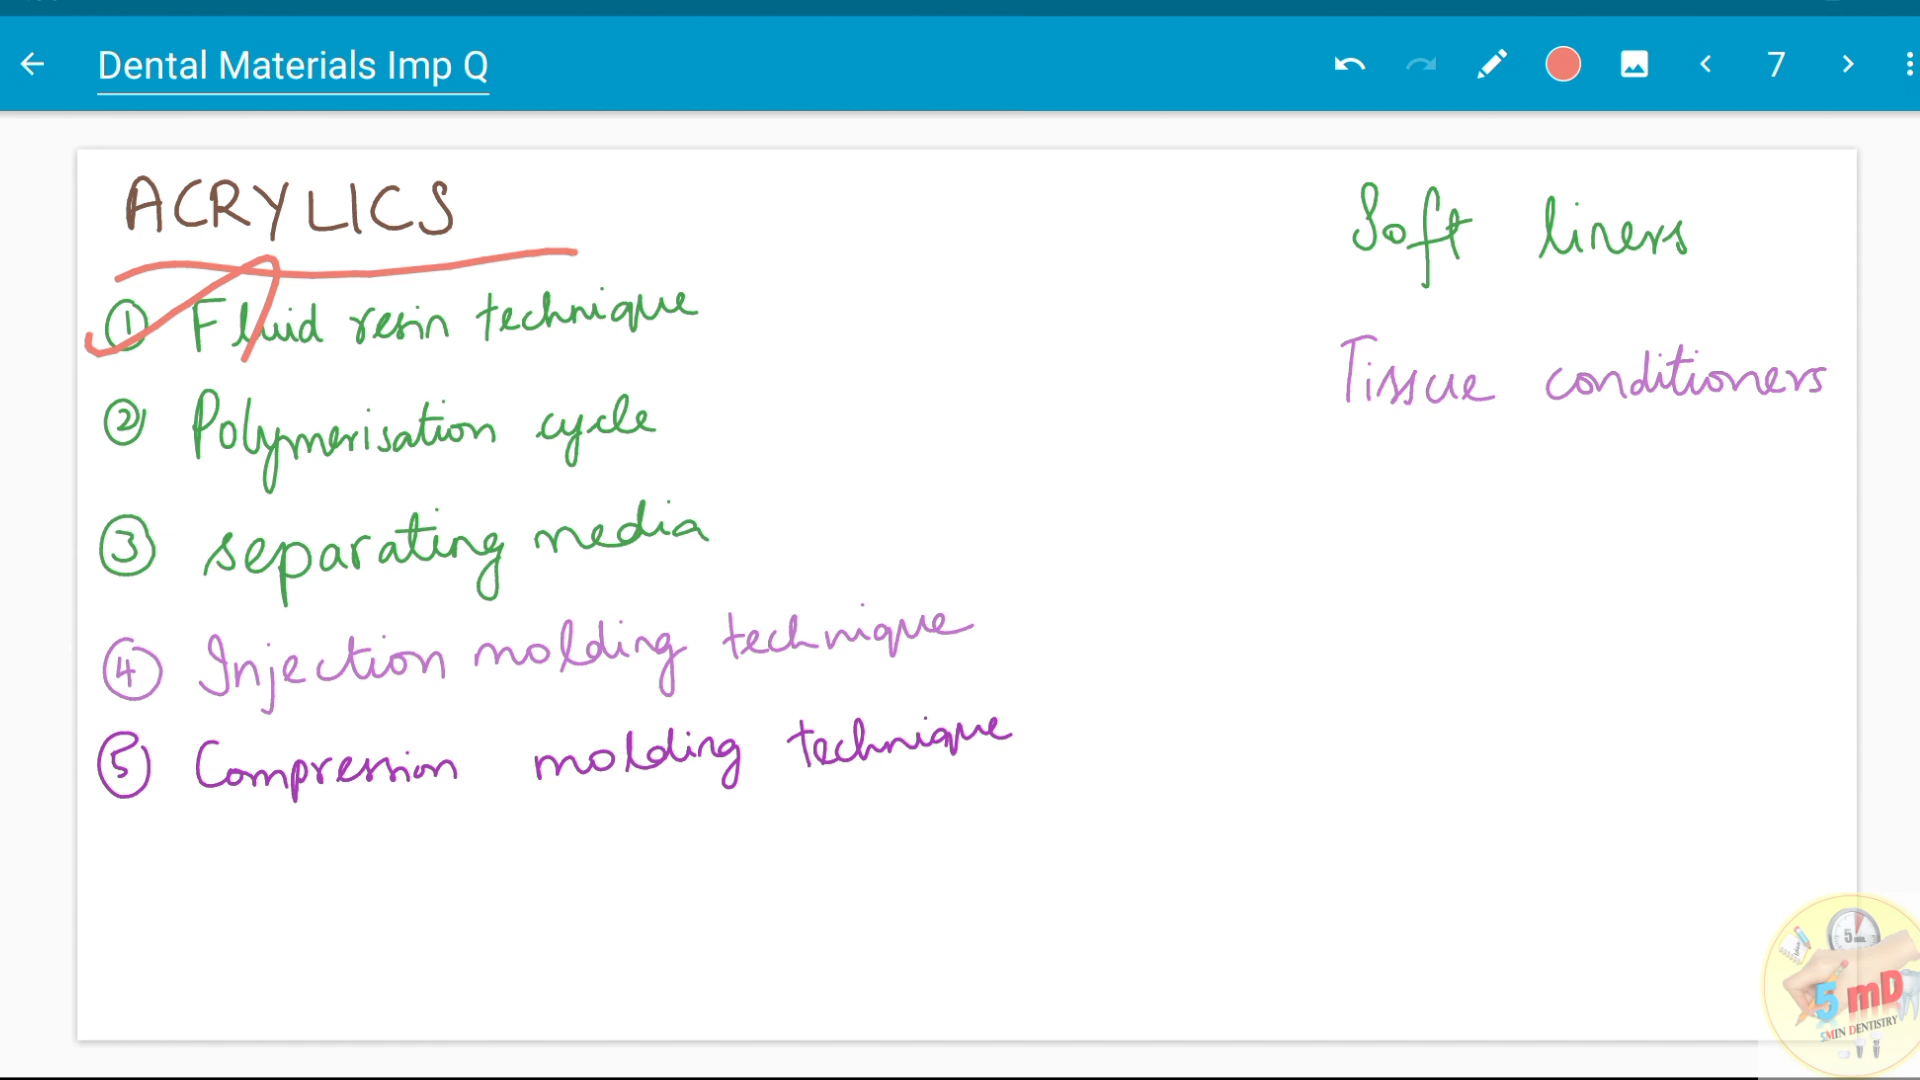 Dental Materials Imp Q
7
ACRYLICS
① Fluid resin technique
② Polymerisation cycle
③ separating media
④ Injection molding technique
⑤ Compression molding technique
Soft liners
Tissue conditioners
5
5 mD
5MIN DENTISTRY